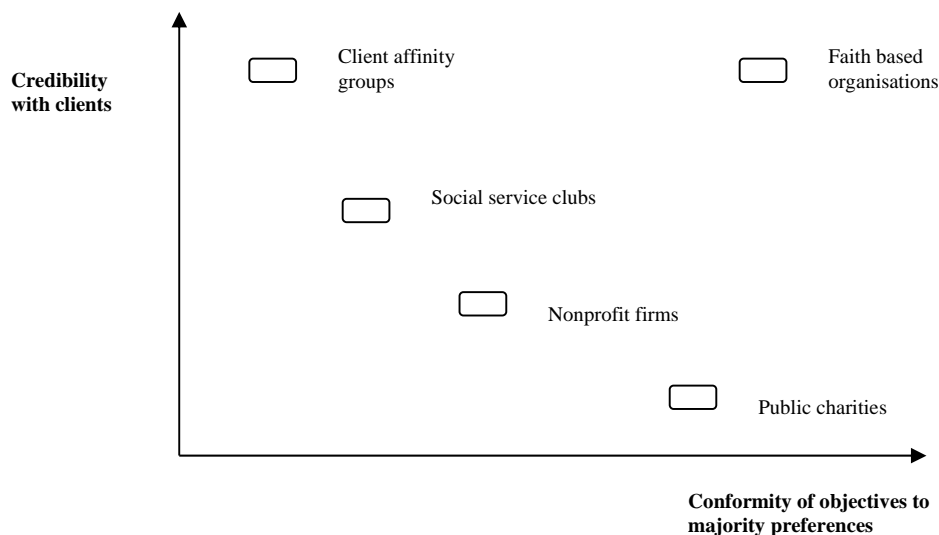 Credibility
with clients
Client affinity
groups
Faith based
organisations
Social service clubs
Nonprofit firms
Public charities
Conformity of objectives to
majority preferences